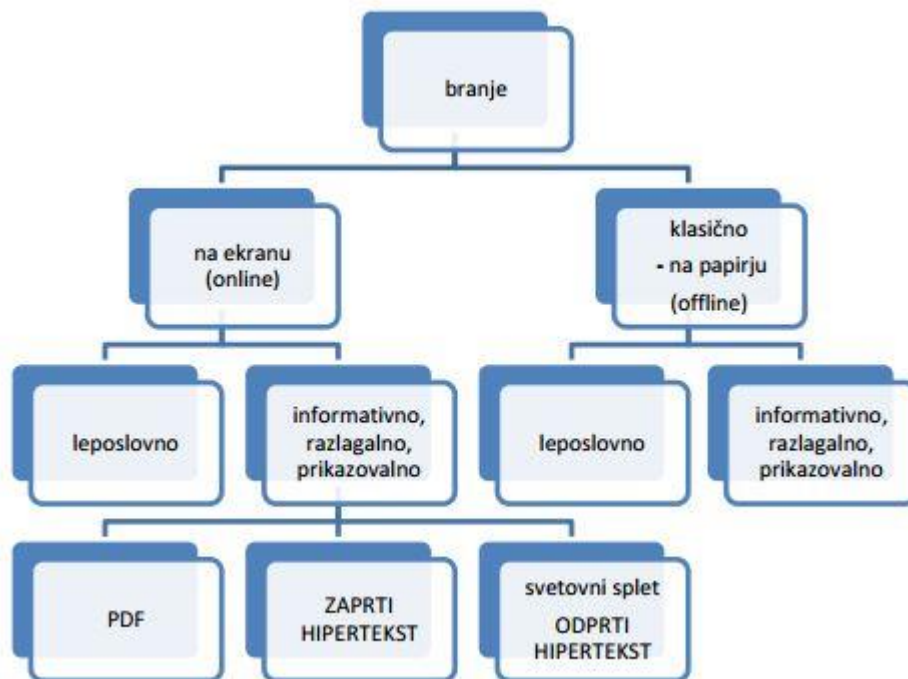 branje
na ekranu
(online)
klasično
- na papirju
(offline)
leposlovno
informativno,
razlagalno,
prikazovalno
leposlovno
informativno,
razlagalno,
prikazovalno
PDF
ZAPRTI
HIPERTEKST
svetovni splet
ODPRTI
HIPERTEKST